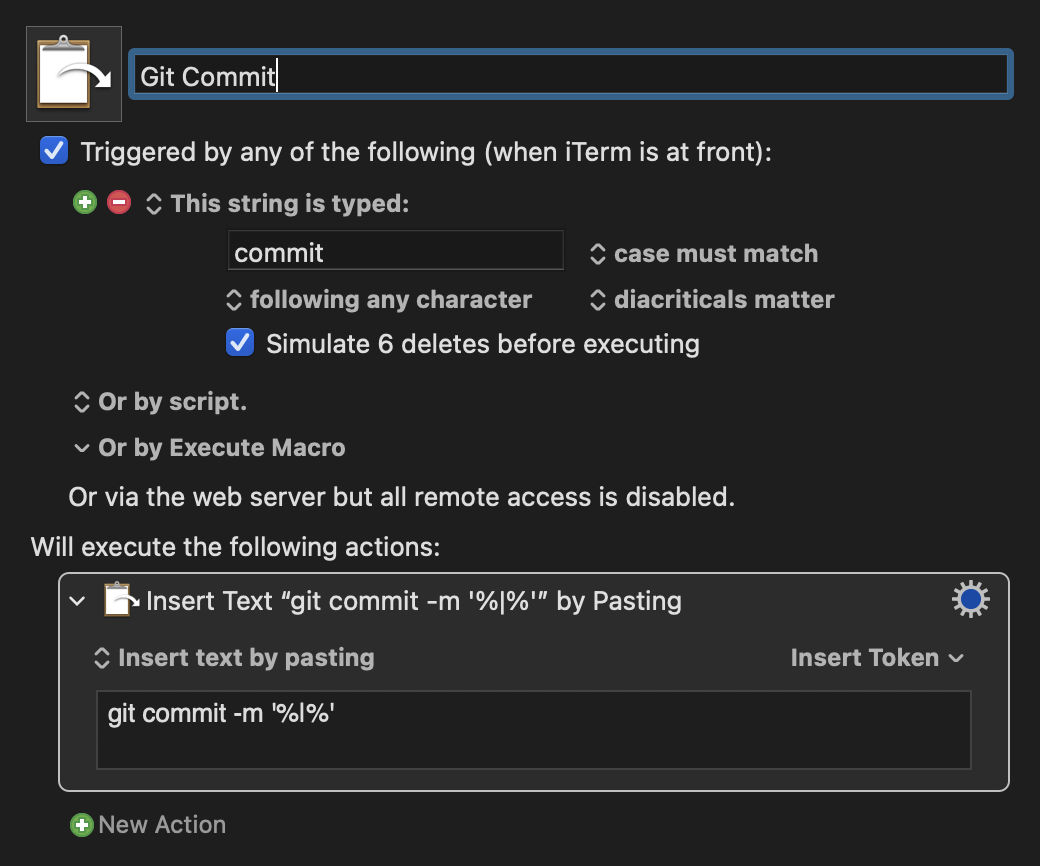 Git Commit
Triggered by any of the following (when iTerm is at front):
This string is typed:
commit
case must match
following any character
diacriticals matter
Simulate 6 deletes before executing
Or by script.
Or by Execute Macro
Or via the web server but all remote access is disabled.
Will execute the following actions:
Insert Text “git commit -m '%|%'” by Pasting
Insert text by pasting
Insert Token
git commit -m '%|%'
New Action